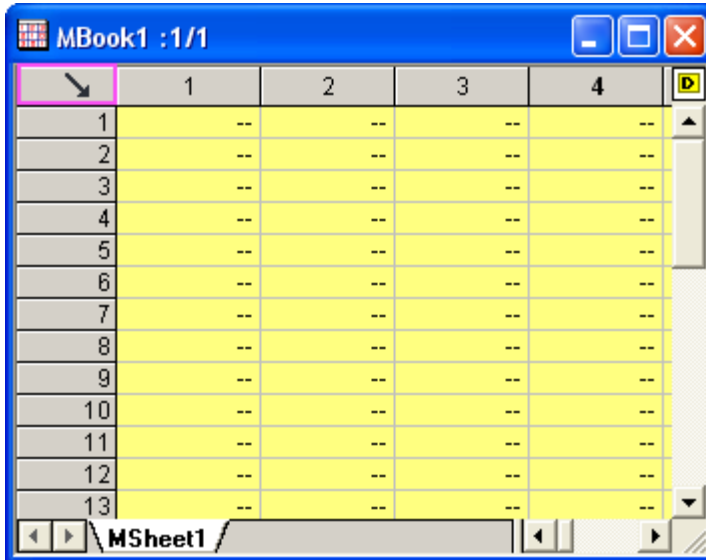 MBook1 :1/1
1 2 3 4 D
1 -- -- -- --
2 -- -- -- --
3 -- -- -- --
4 -- -- -- --
5 -- -- -- --
6 -- -- -- --
7 -- -- -- --
8 -- -- -- --
9 -- -- -- --
10 -- -- -- --
11 -- -- -- --
12 -- -- -- --
13 -- -- -- --
MSheet1